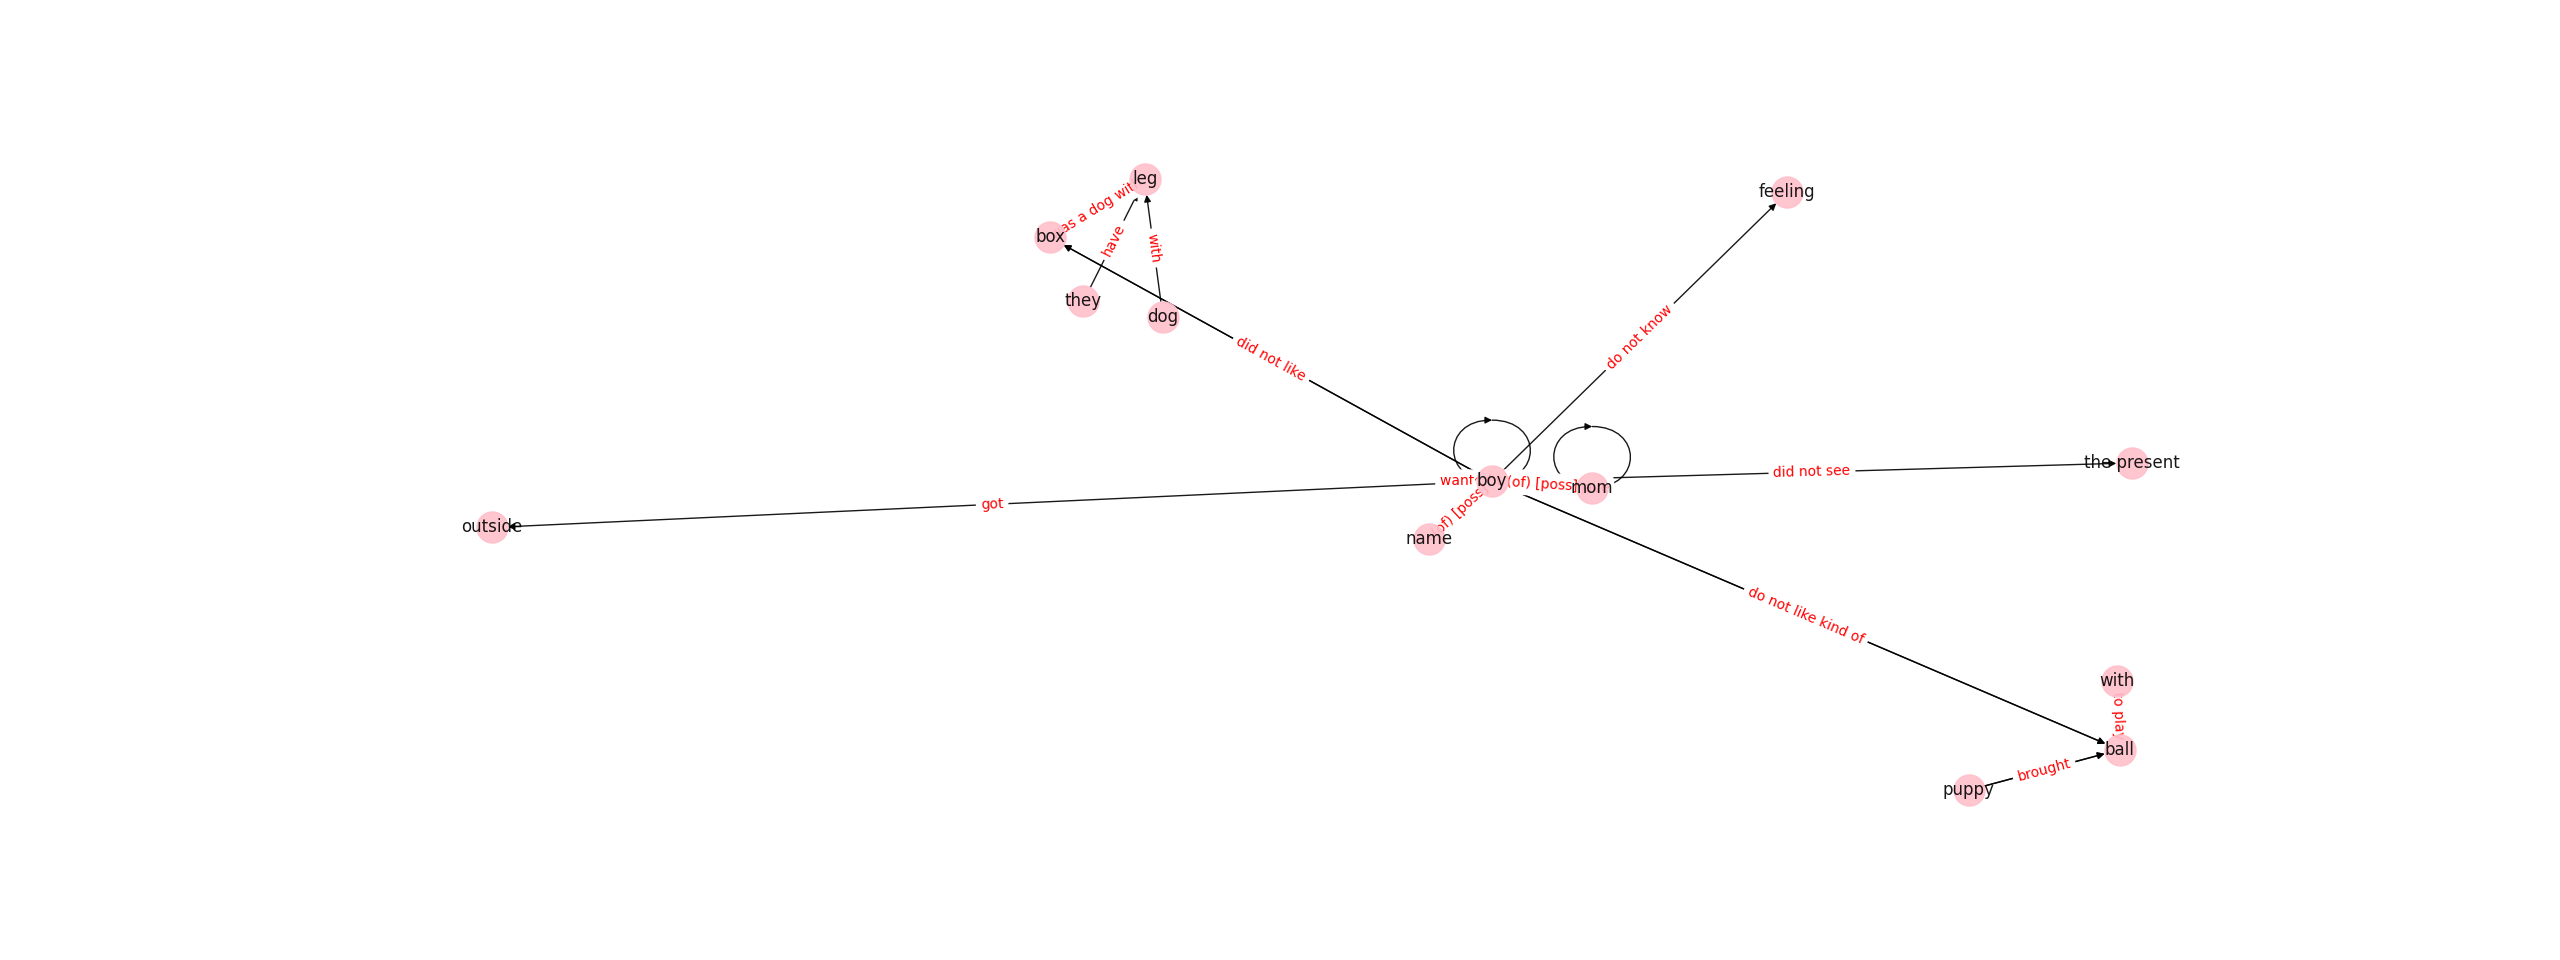 leg
feeling
as a dog wit
box
have
with
they
dog
did not like
do not know
the present
did not see
want
boy
(of) [poss]
mom
got
outside
of) [poss
name
do not like kind of
with
o play
ball
brought
puppy